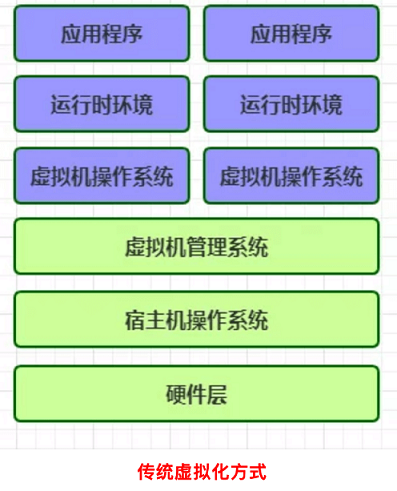 应用程序 应用程序
运行时环境 运行时环境
虚拟机操作系统 虚拟机操作系统
虚拟机管理系统
宿主机操作系统
硬件层
传统虚拟化方式